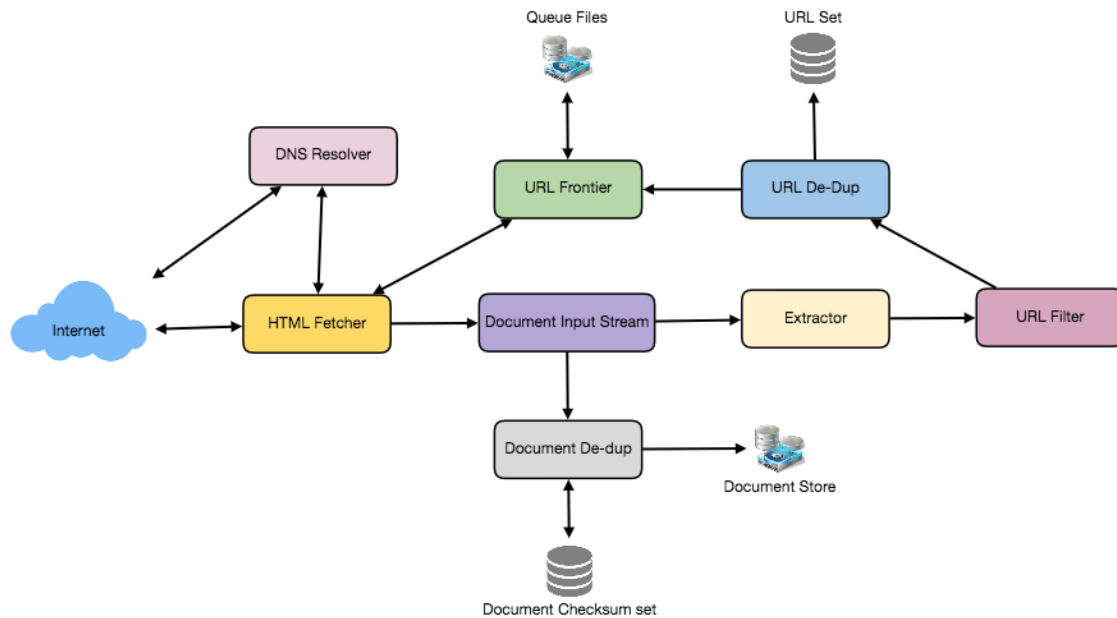 Queue Files
URL Set
DNS Resolver
URL Frontier
URL De-Dup
Internet
HTML Fetcher
Document Input Stream
Extractor
URL Filter
Document De-dup
Document Store
Document Checksum set